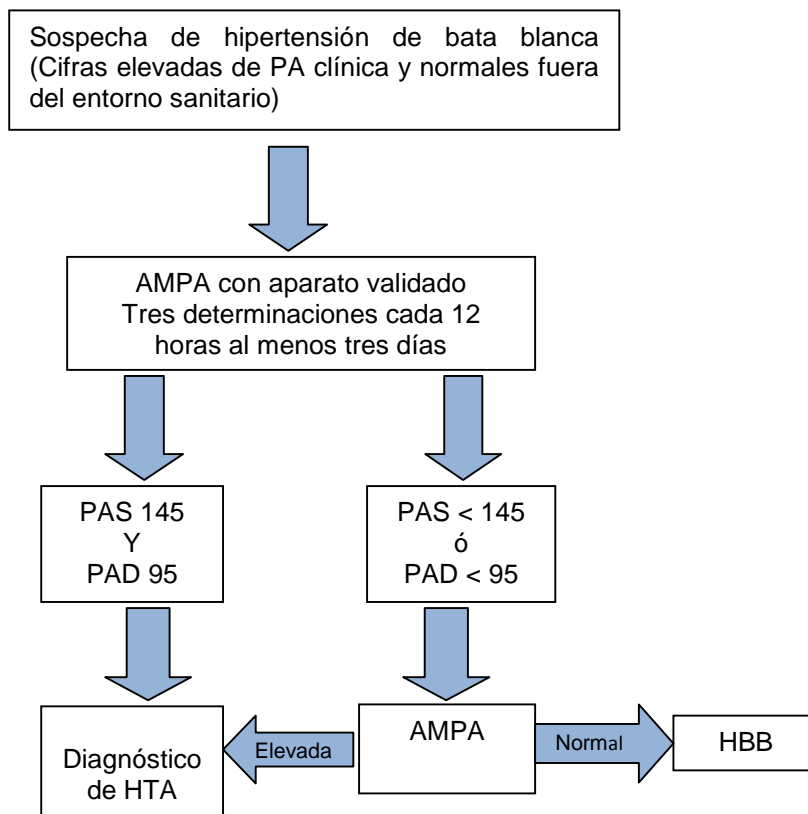 Sospecha de hipertensión de bata blanca
(Cifras elevadas de PA clínica y normales fuera
del entorno sanitario)
AMPA con aparato validado
Tres determinaciones cada 12
horas al menos tres días
PAS 145
Y
PAD 95
PAS < 145
ó
PAD < 95
Diagnóstico
de HTA
Elevada
AMPA
Normal
HBB